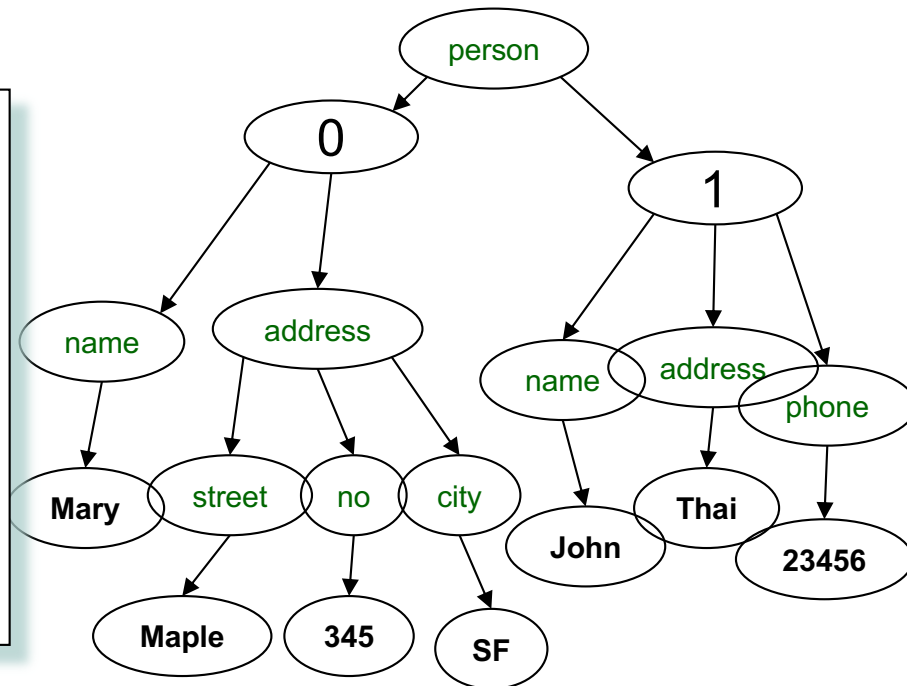 person
0
1
name
address
name
address
phone
Mary
street
no
city
John
Thai
23456
Maple
345
SF